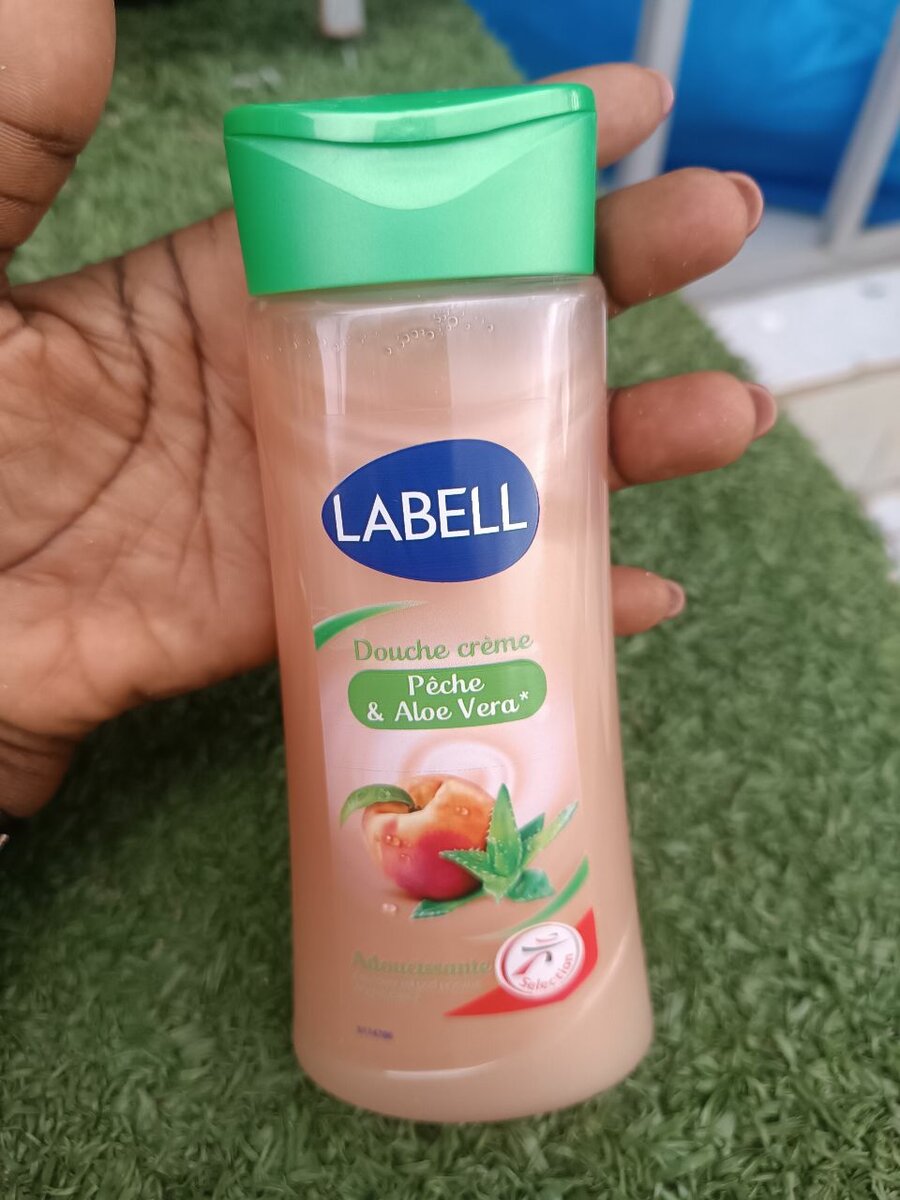 LABELL
Douche crème
Pêche
& Aloe Vera*
Adoucissante
Sélection